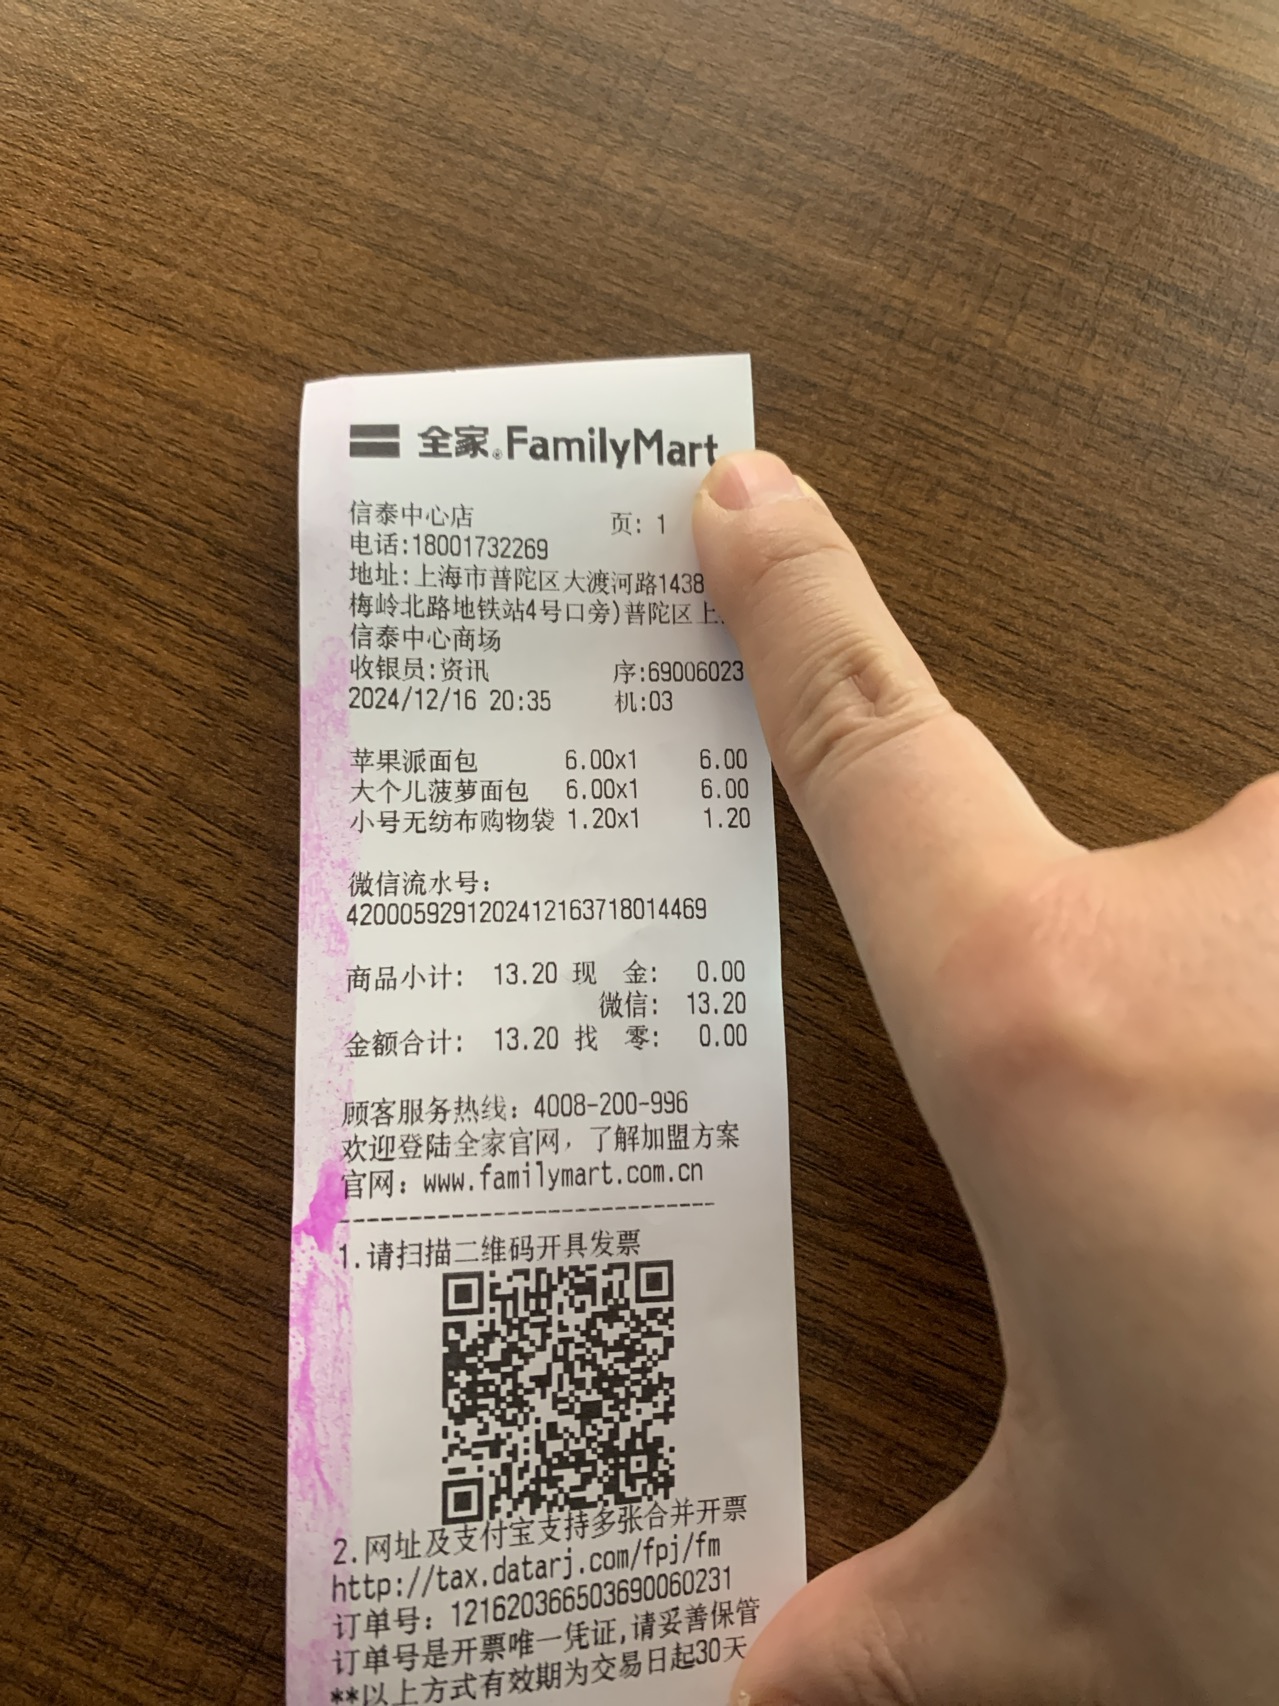 全家® FamilyMart
信泰中心店 页: 1
电话:18001732269
地址:上海市普陀区大渡河路1438
梅岭北路地铁站4号口旁)普陀区上
信泰中心商场
收银员:资讯 序:69006023
2024/12/16 20:35 机:03
苹果派面包 6.00x1 6.00
大个儿菠萝面包 6.00x1 6.00
小号无纺布购物袋 1.20x1 1.20
微信流水号:
4200059291202412163718014469
商品小计: 13.20 现 金: 0.00
微信: 13.20
金额合计: 13.20 找 零: 0.00
顾客服务热线: 4008-200-996
欢迎登陆全家官网，了解加盟方案
官网: www.familymart.com.cn
1.请扫描二维码开具发票
2.网址及支付宝支持多张合并开票
http://tax.datarj.com/fpj/fm
订单号: 121620366503690060231
订单号是开票唯一凭证,请妥善保管
**以上方式有效期为交易日起30天